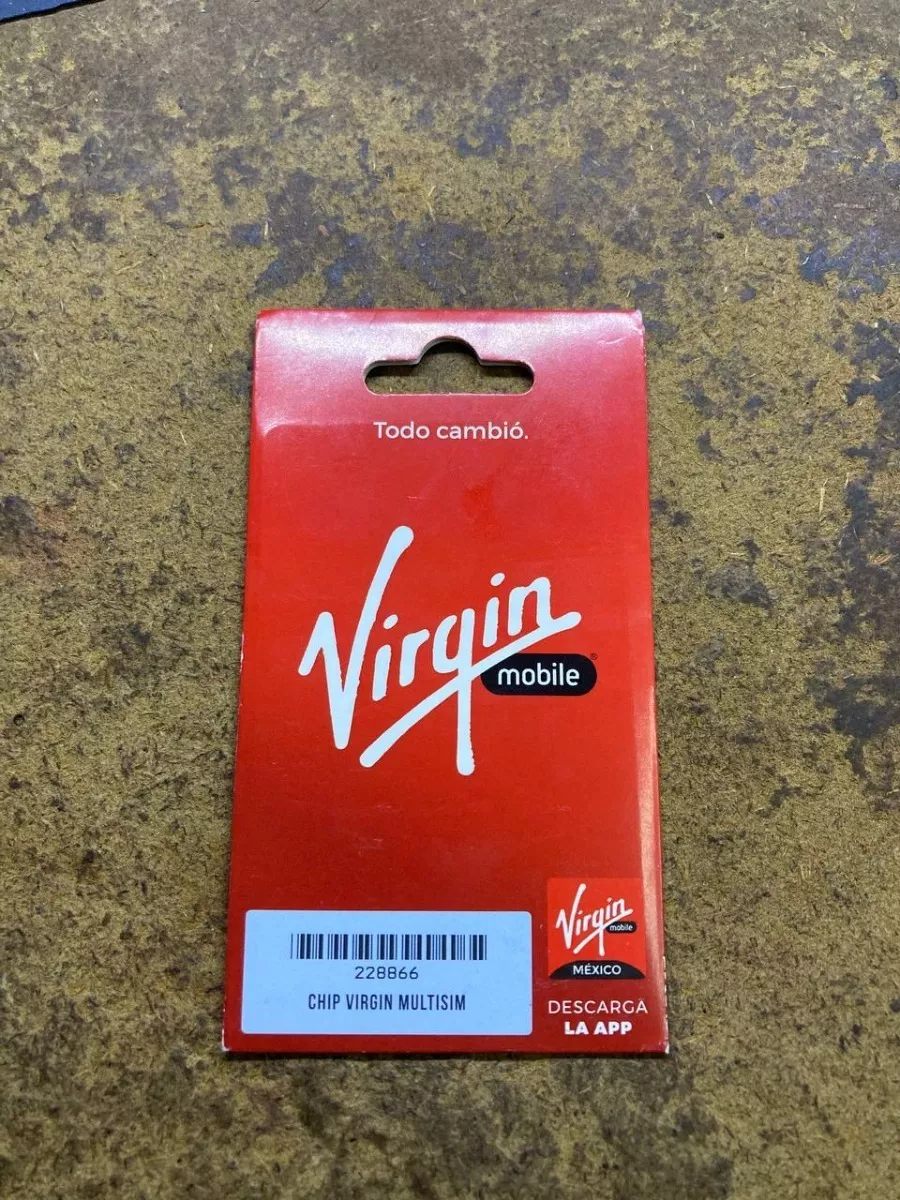 Todo cambió.
Virgin
mobile®
228866
CHIP VIRGIN MULTISIM
Virgin
mobile
MÉXICO
DESCARGA
LA APP